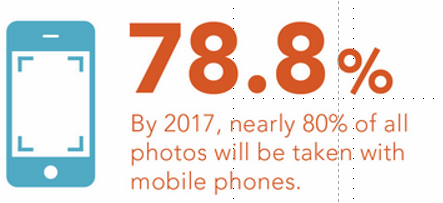 78.8%
By 2017, nearly 80% of all
photos will be taken with
mobile phones.